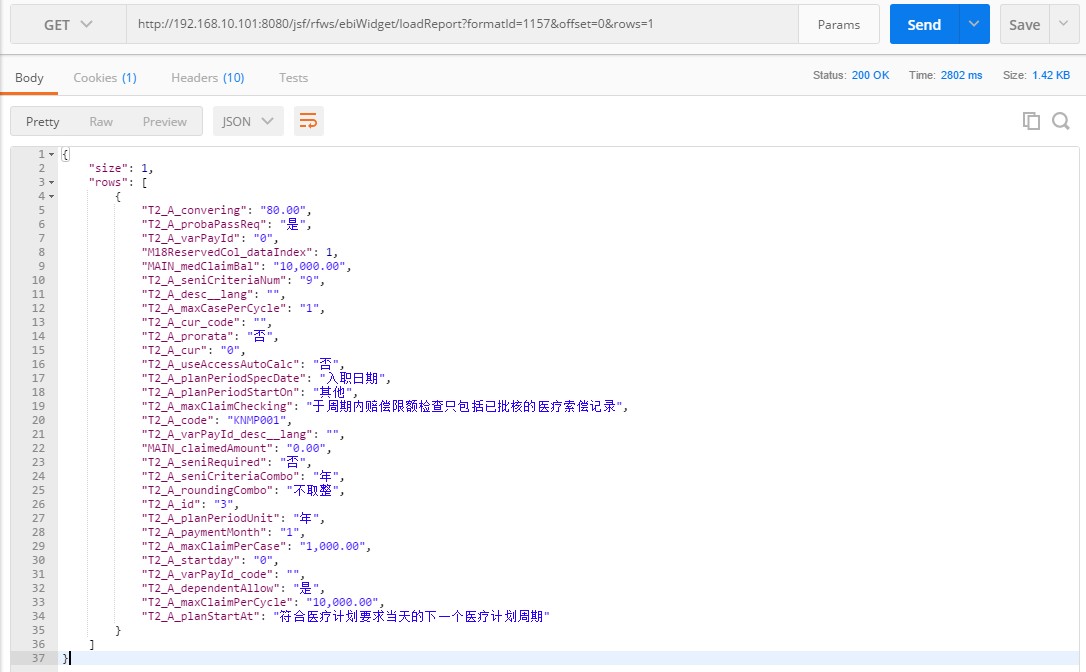 GET http://192.168.10.101:8080/jsf/rfws/ebiWidget/loadReport?formatId=1157&offset=0&rows=1 Params Send Save
Body Cookies (1) Headers (10) Tests Status: 200 OK Time: 2802 ms Size: 1.42 KB
Pretty Raw Preview JSON
1 {
2 "size": 1,
3 "rows": [
4 {
5 "T2_A_convering": "80.00",
6 "T2_A_probaPassReq": "是",
7 "T2_A_varPayId": "0",
8 "M18ReservedCol_dataIndex": 1,
9 "MAIN_medClaimBal": "10,000.00",
10 "T2_A_seniCriteriaNum": "9",
11 "T2_A_desc__lang": "",
12 "T2_A_maxCasePerCycle": "1",
13 "T2_A_cur_code": "",
14 "T2_A_prorata": "否",
15 "T2_A_cur": "0",
16 "T2_A_useAccessAutoCalc": "否",
17 "T2_A_planPeriodSpecDate": "入职日期",
18 "T2_A_planPeriodStartOn": "其他",
19 "T2_A_maxClaimChecking": "于周期内赔偿限额检查只包括已批核的医疗索偿记录",
20 "T2_A_code": "KNMP001",
21 "T2_A_varPayId_desc__lang": "",
22 "MAIN_claimedAmount": "0.00",
23 "T2_A_seniRequired": "否",
24 "T2_A_seniCriteriaCombo": "年",
25 "T2_A_roundingCombo": "不取整",
26 "T2_A_id": "3",
27 "T2_A_planPeriodUnit": "年",
28 "T2_A_paymentMonth": "1",
29 "T2_A_maxClaimPerCase": "1,000.00",
30 "T2_A_startday": "0",
31 "T2_A_varPayId_code": "",
32 "T2_A_dependentAllow": "是",
33 "T2_A_maxClaimPerCycle": "10,000.00",
34 "T2_A_planStartAt": "符合医疗计划要求当天的下一个医疗计划周期"
35 }
36 ]
37 }